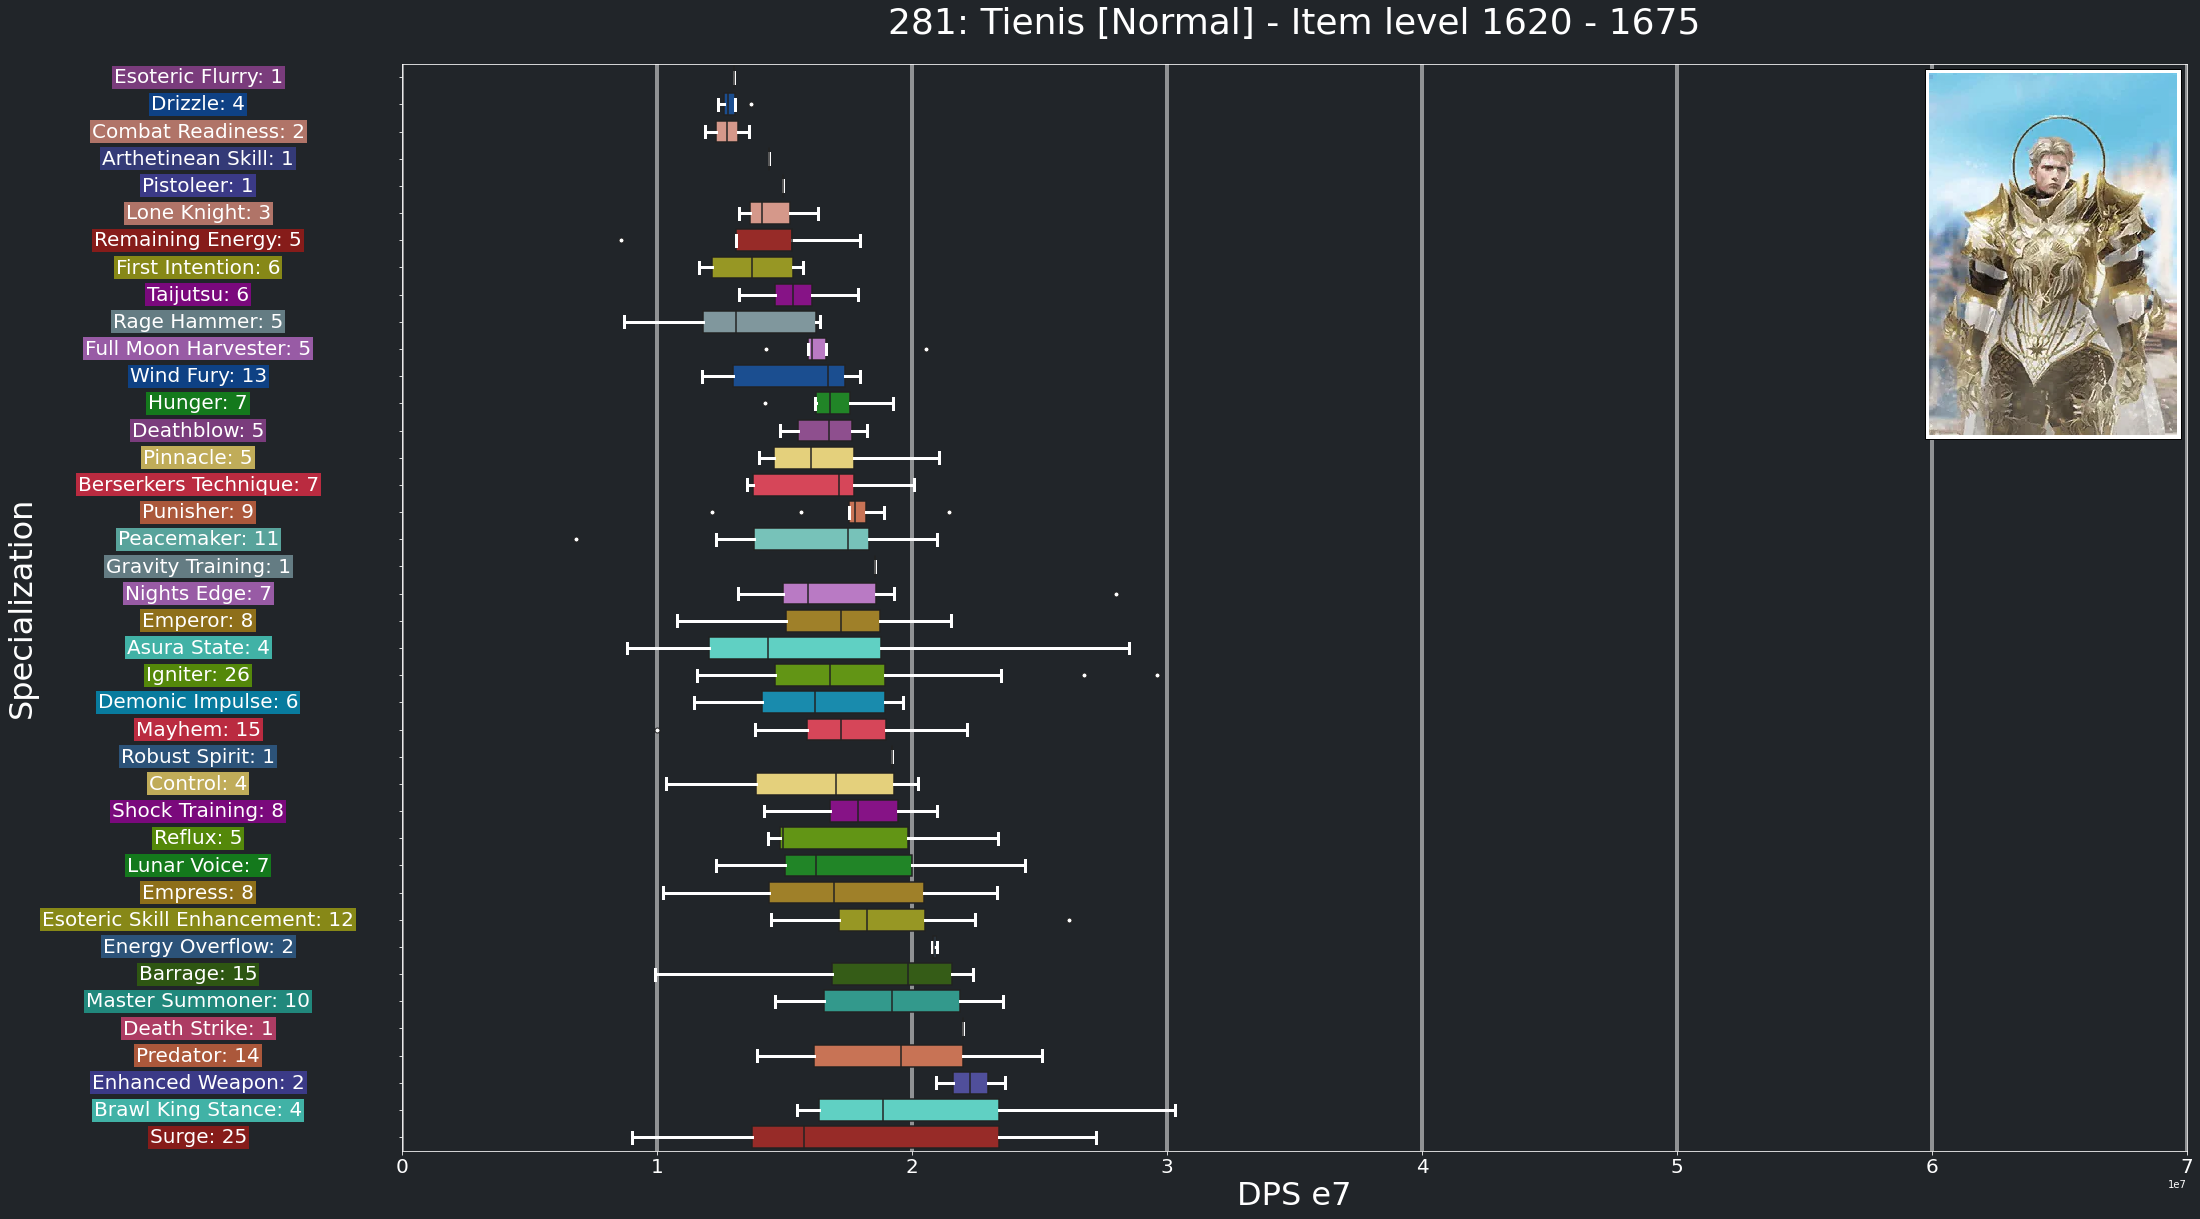 281: Tienis [Normal] - Item level 1620 - 1675
Specialization
Esoteric Flurry: 1
Drizzle: 4
Combat Readiness: 2
Arthetinean Skill: 1
Pistoleer: 1
Lone Knight: 3
Remaining Energy: 5
First Intention: 6
Taijutsu: 6
Rage Hammer: 5
Full Moon Harvester: 5
Wind Fury: 13
Hunger: 7
Deathblow: 5
Pinnacle: 5
Berserkers Technique: 7
Punisher: 9
Peacemaker: 11
Gravity Training: 1
Nights Edge: 7
Emperor: 8
Asura State: 4
Igniter: 26
Demonic Impulse: 6
Mayhem: 15
Robust Spirit: 1
Control: 4
Shock Training: 8
Reflux: 5
Lunar Voice: 7
Empress: 8
Esoteric Skill Enhancement: 12
Energy Overflow: 2
Barrage: 15
Master Summoner: 10
Death Strike: 1
Predator: 14
Enhanced Weapon: 2
Brawl King Stance: 4
Surge: 25
0 1 2 3 4 5 6 7
DPS e7
1e7